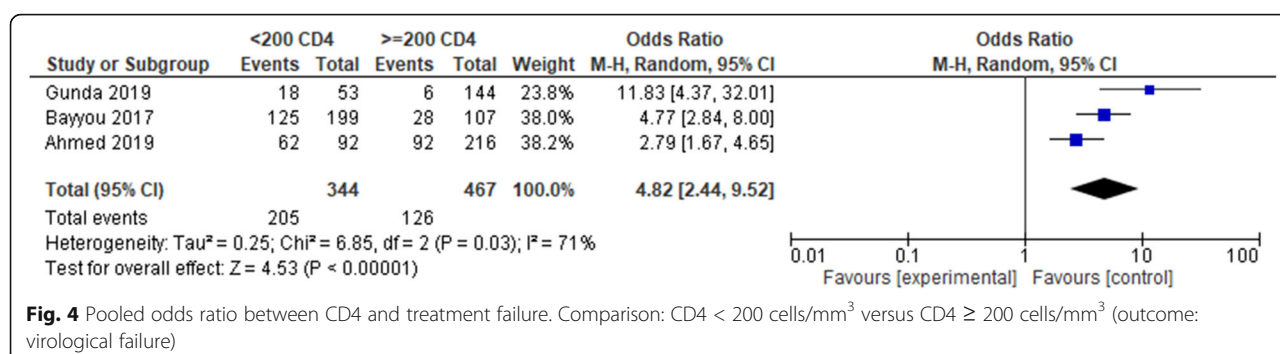 <200 CD4 >=200 CD4 Odds Ratio Odds Ratio
Study or Subgroup Events Total Events Total Weight M-H, Random, 95% CI M-H, Random, 95% CI
Gunda 2019 18 53 6 144 23.8% 11.83 [4.37, 32.01]
Bayyou 2017 125 199 28 107 38.0% 4.77 [2.84, 8.00]
Ahmed 2019 62 92 92 216 38.2% 2.79 [1.67, 4.65]
Total (95% CI) 344 467 100.0% 4.82 [2.44, 9.52]
Total events 205 126
Heterogeneity: Tau² = 0.25; Chi² = 6.85, df = 2 (P = 0.03); I² = 71%
Test for overall effect: Z = 4.53 (P < 0.00001)
0.01 0.1 1 10 100
Favours [experimental] Favours [control]
Fig. 4 Pooled odds ratio between CD4 and treatment failure. Comparison: CD4 < 200 cells/mm³ versus CD4 ≥ 200 cells/mm³ (outcome:
virological failure)